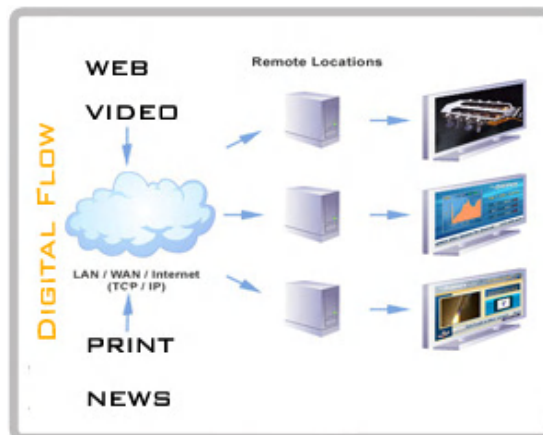 WEB
Remote Locations
VIDEO
DIGITAL FLOW
LAN / WAN / Internet
(TCP / IP)
PRINT
NEWS